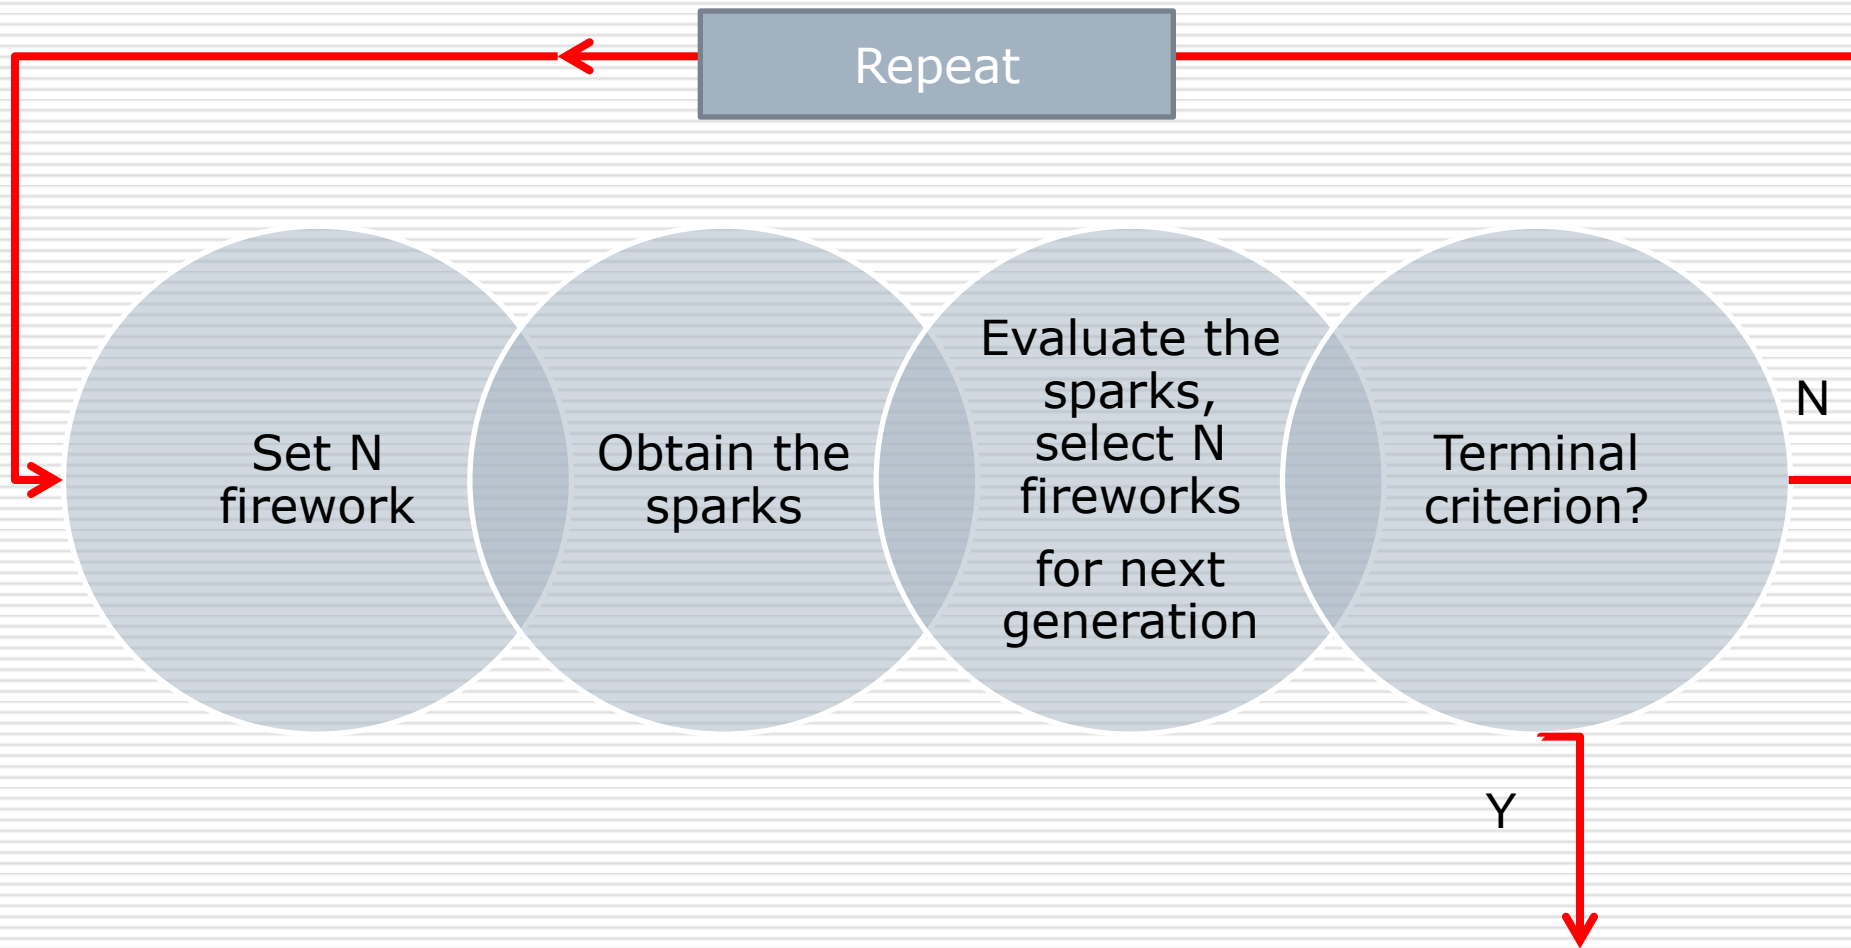 Repeat
Set N
firework
Obtain the
sparks
Evaluate the
sparks,
select N
fireworks
for next
generation
Terminal
criterion?
N
Y